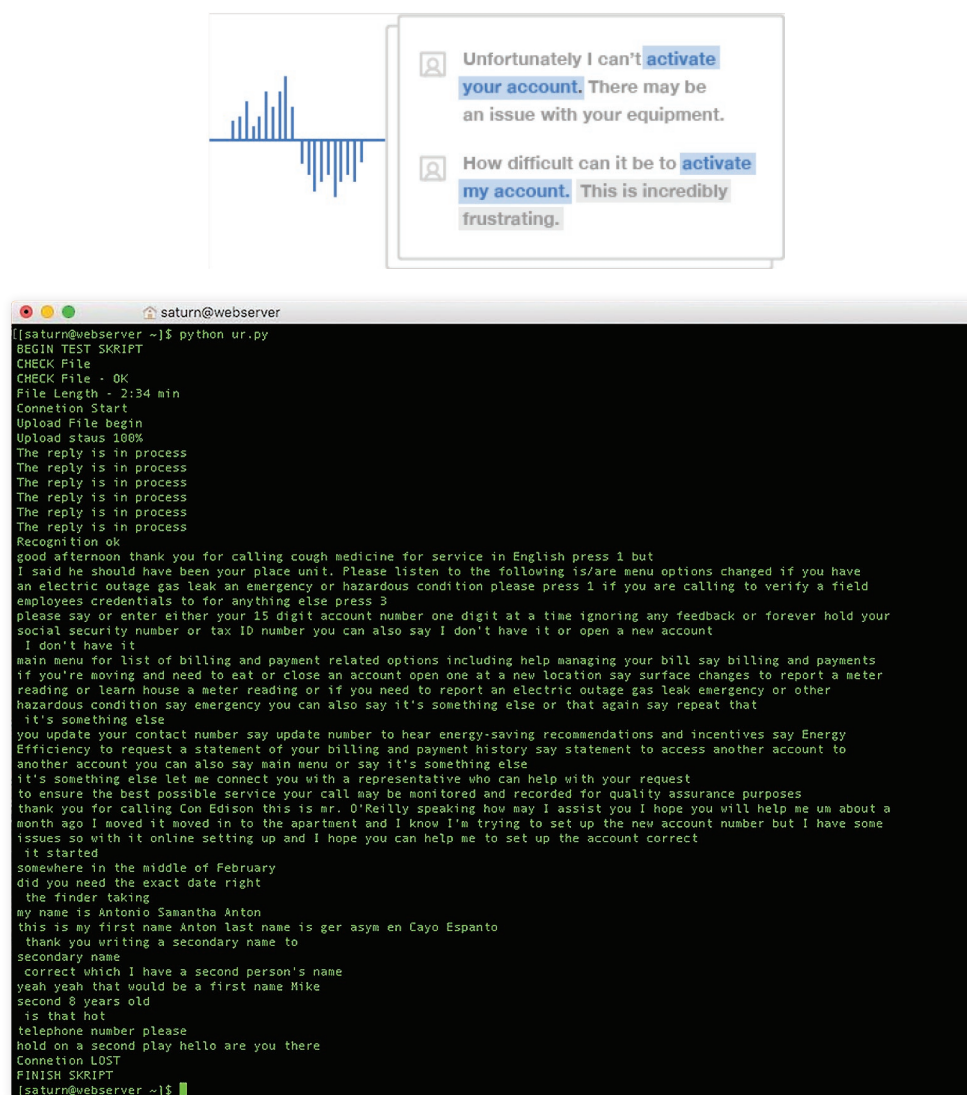 Unfortunately I can't activate
your account. There may be
an issue with your equipment.
How difficult can it be to activate
my account. This is incredibly
frustrating.
saturn@webserver
[[saturn@webserver ~]$ python ur.py
BEGIN TEST SKRIPT
CHECK File
CHECK File - OK
File Length - 2:34 min
Connetion Start
Upload File begin
Upload staus 100%
The reply is in process
The reply is in process
The reply is in process
The reply is in process
The reply is in process
The reply is in process
Recognition ok
good afternoon thank you for calling cough medicine for service in English press 1 but
I said he should have been your place unit. Please listen to the following is/are menu options changed if you have
an electric outage gas leak an emergency or hazardous condition please press 1 if you are calling to verify a field
employees credentials to for anything else press 3
please say or enter either your 15 digit account number one digit at a time ignoring any feedback or forever hold your
social security number or tax ID number you can also say I don't have it or open a new account
I don't have it
main menu for list of billing and payment related options including help managing your bill say billing and payments
if you're moving and need to eat or close an account open one at a new location say surface changes to report a meter
reading or learn house a meter reading or if you need to report an electric outage gas leak emergency or other
hazardous condition say emergency you can also say it's something else or that again say repeat that
it's something else
you update your contact number say update number to hear energy-saving recommendations and incentives say Energy
Efficiency to request a statement of your billing and payment history say statement to access another account to
another account you can also say main menu or say it's something else
it's something else let me connect you with a representative who can help with your request
to ensure the best possible service your call may be monitored and recorded for quality assurance purposes
thank you for calling Con Edison this is mr. O'Reilly speaking how may I assist you I hope you will help me um about a
month ago I moved it moved in to the apartment and I know I'm trying to set up the new account number but I have some
issues so with it online setting up and I hope you can help me to set up the account correct
it started
somewhere in the middle of February
did you need the exact date right
the finder taking
my name is Antonio Samantha Anton
this is my first name Anton last name is ger asym en Cayo Espanto
thank you writing a secondary name to
secondary name
correct which I have a second person's name
yeah yeah that would be a first name Mike
second 8 years old
is that hot
telephone number please
hold on a second play hello are you there
Connetion LOST
FINISH SKRIPT
[saturn@webserver ~]$